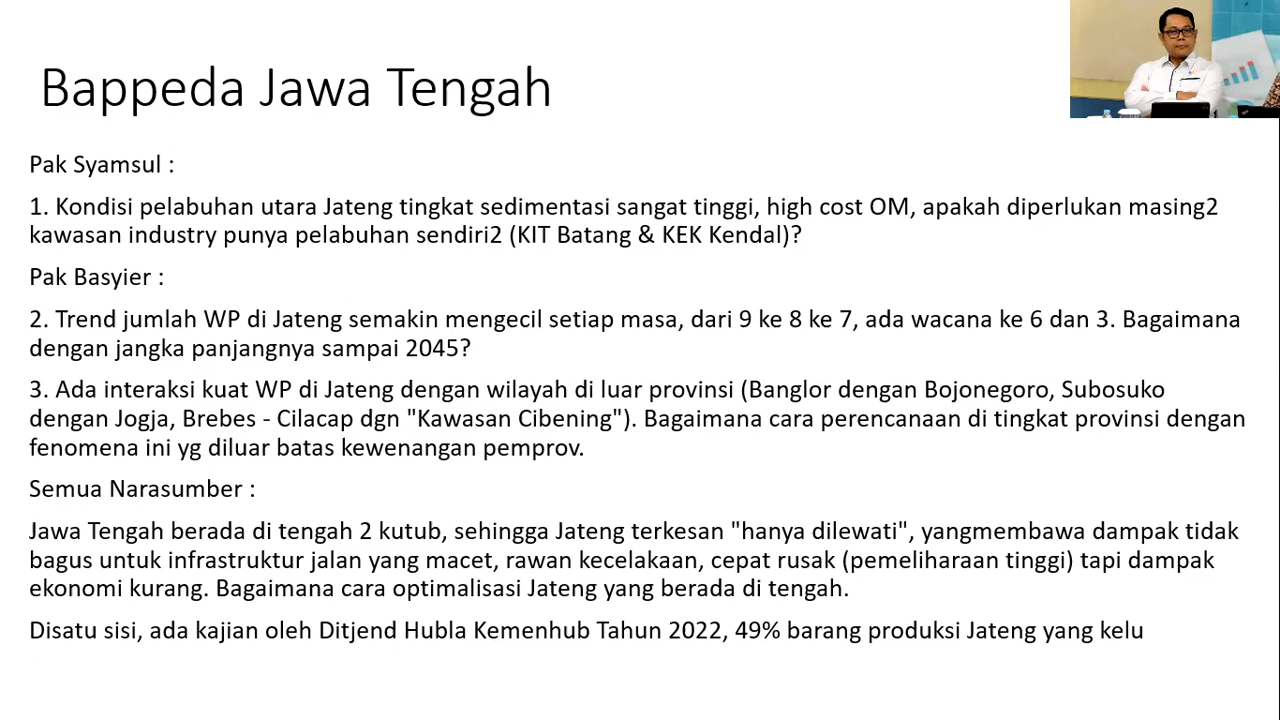 Bappeda Jawa Tengah
Pak Syamsul :
1. Kondisi pelabuhan utara Jateng tingkat sedimentasi sangat tinggi, high cost OM, apakah diperlukan masing2
kawasan industry punya pelabuhan sendiri2 (KIT Batang & KEK Kendal)?
Pak Basyier :
2. Trend jumlah WP di Jateng semakin mengecil setiap masa, dari 9 ke 8 ke 7, ada wacana ke 6 dan 3. Bagaimana
dengan jangka panjangnya sampai 2045?
3. Ada interaksi kuat WP di Jateng dengan wilayah di luar provinsi (Banglor dengan Bojonegoro, Subosuko
dengan Jogja, Brebes - Cilacap dgn "Kawasan Cibening"). Bagaimana cara perencanaan di tingkat provinsi dengan
fenomena ini yg diluar batas kewenangan pemprov.
Semua Narasumber :
Jawa Tengah berada di tengah 2 kutub, sehingga Jateng terkesan "hanya dilewati", yangmembawa dampak tidak
bagus untuk infrastruktur jalan yang macet, rawan kecelakaan, cepat rusak (pemeliharaan tinggi) tapi dampak
ekonomi kurang. Bagaimana cara optimalisasi Jateng yang berada di tengah.
Disatu sisi, ada kajian oleh Ditjend Hubla Kemenhub Tahun 2022, 49% barang produksi Jateng yang kelu